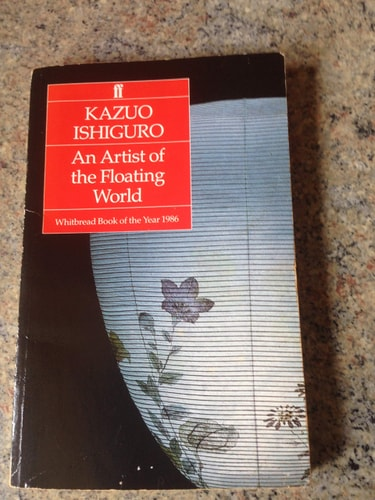 ff
KAZUO
ISHIGURO
An Artist of
the Floating
World
Whitbread Book of the Year 1986